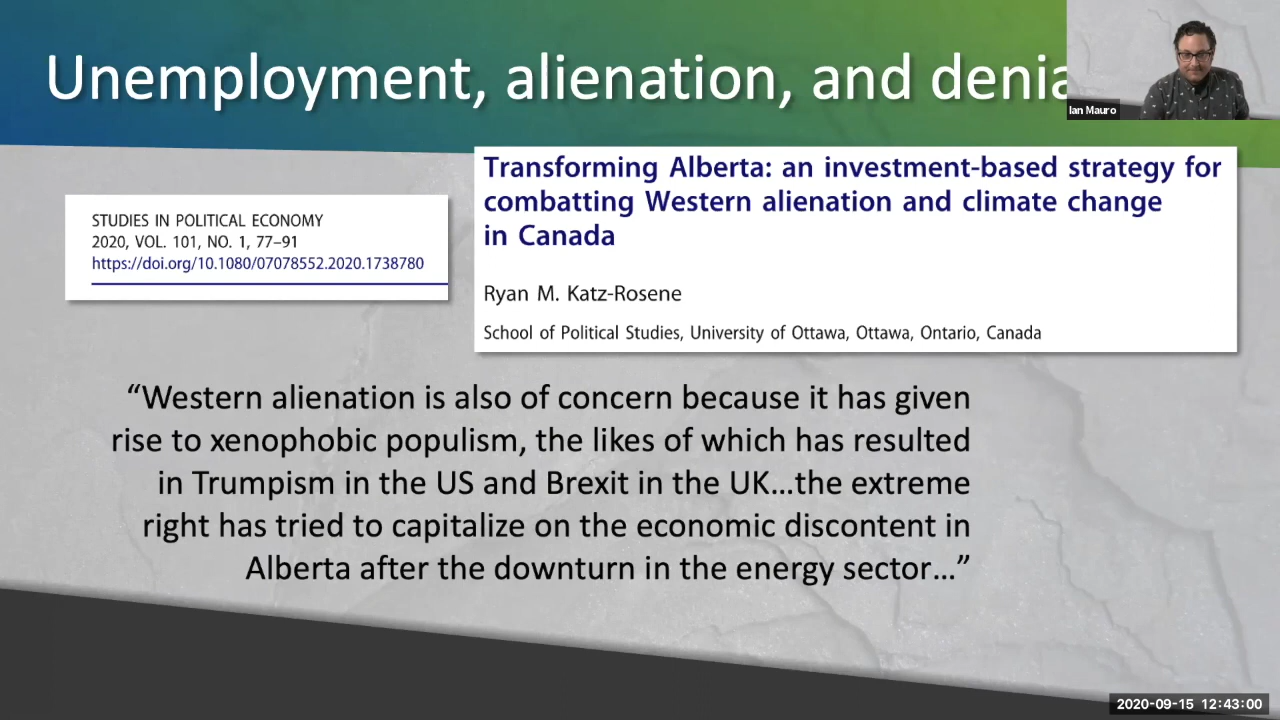 Unemployment, alienation, and denia
Ian Mauro
STUDIES IN POLITICAL ECONOMY
2020, VOL. 101, NO. 1, 77–91
https://doi.org/10.1080/07078552.2020.1738780
Transforming Alberta: an investment-based strategy for
combatting Western alienation and climate change
in Canada
Ryan M. Katz-Rosene
School of Political Studies, University of Ottawa, Ottawa, Ontario, Canada
“Western alienation is also of concern because it has given
rise to xenophobic populism, the likes of which has resulted
in Trumpism in the US and Brexit in the UK…the extreme
right has tried to capitalize on the economic discontent in
Alberta after the downturn in the energy sector…”
2020-09-15 12:43:00